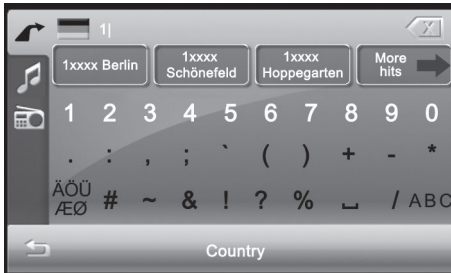 1
1xxxx Berlin
1xxxx
Schönefeld
1xxxx
Hoppegarten
More
hits
1 2 3 4 5 6 7 8 9 0
. : , ; ` ( ) + - *
ÄÖÜ
ÆØ # ~ & ! ? % ⎵ / ABC
Country